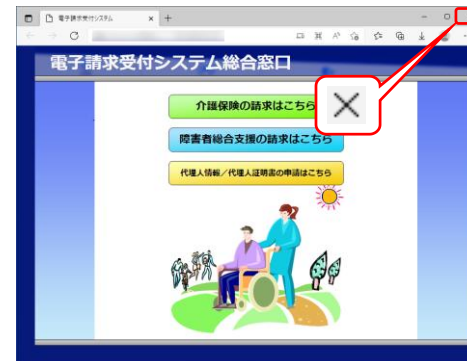 電子請求受付システム
電子請求受付システム総合窓口
介護保険の請求はこちら
障害者総合支援の請求はこちら
代理人情報/代理人証明書の申請はこちら